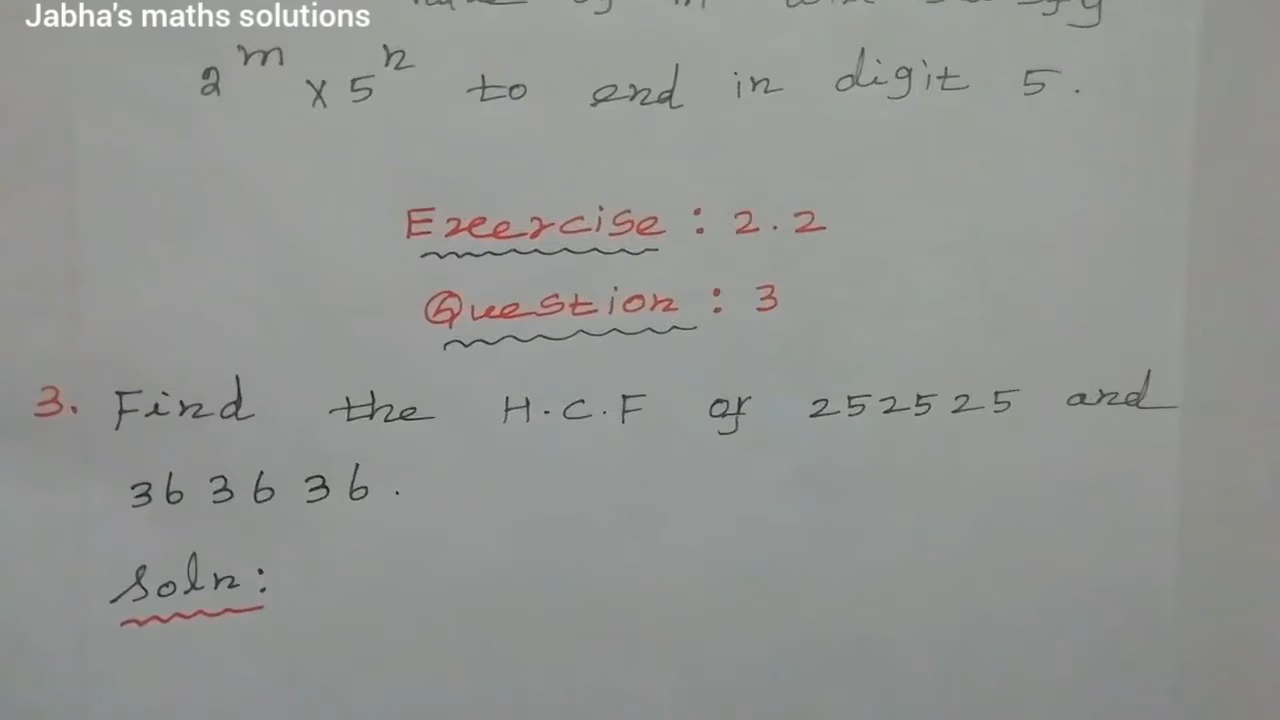 Jabha's maths solutions
2^m × 5^n to end in digit 5.
Exercise : 2.2
Question : 3
3. Find the H.C.F of 252525 and
363636.
Soln: